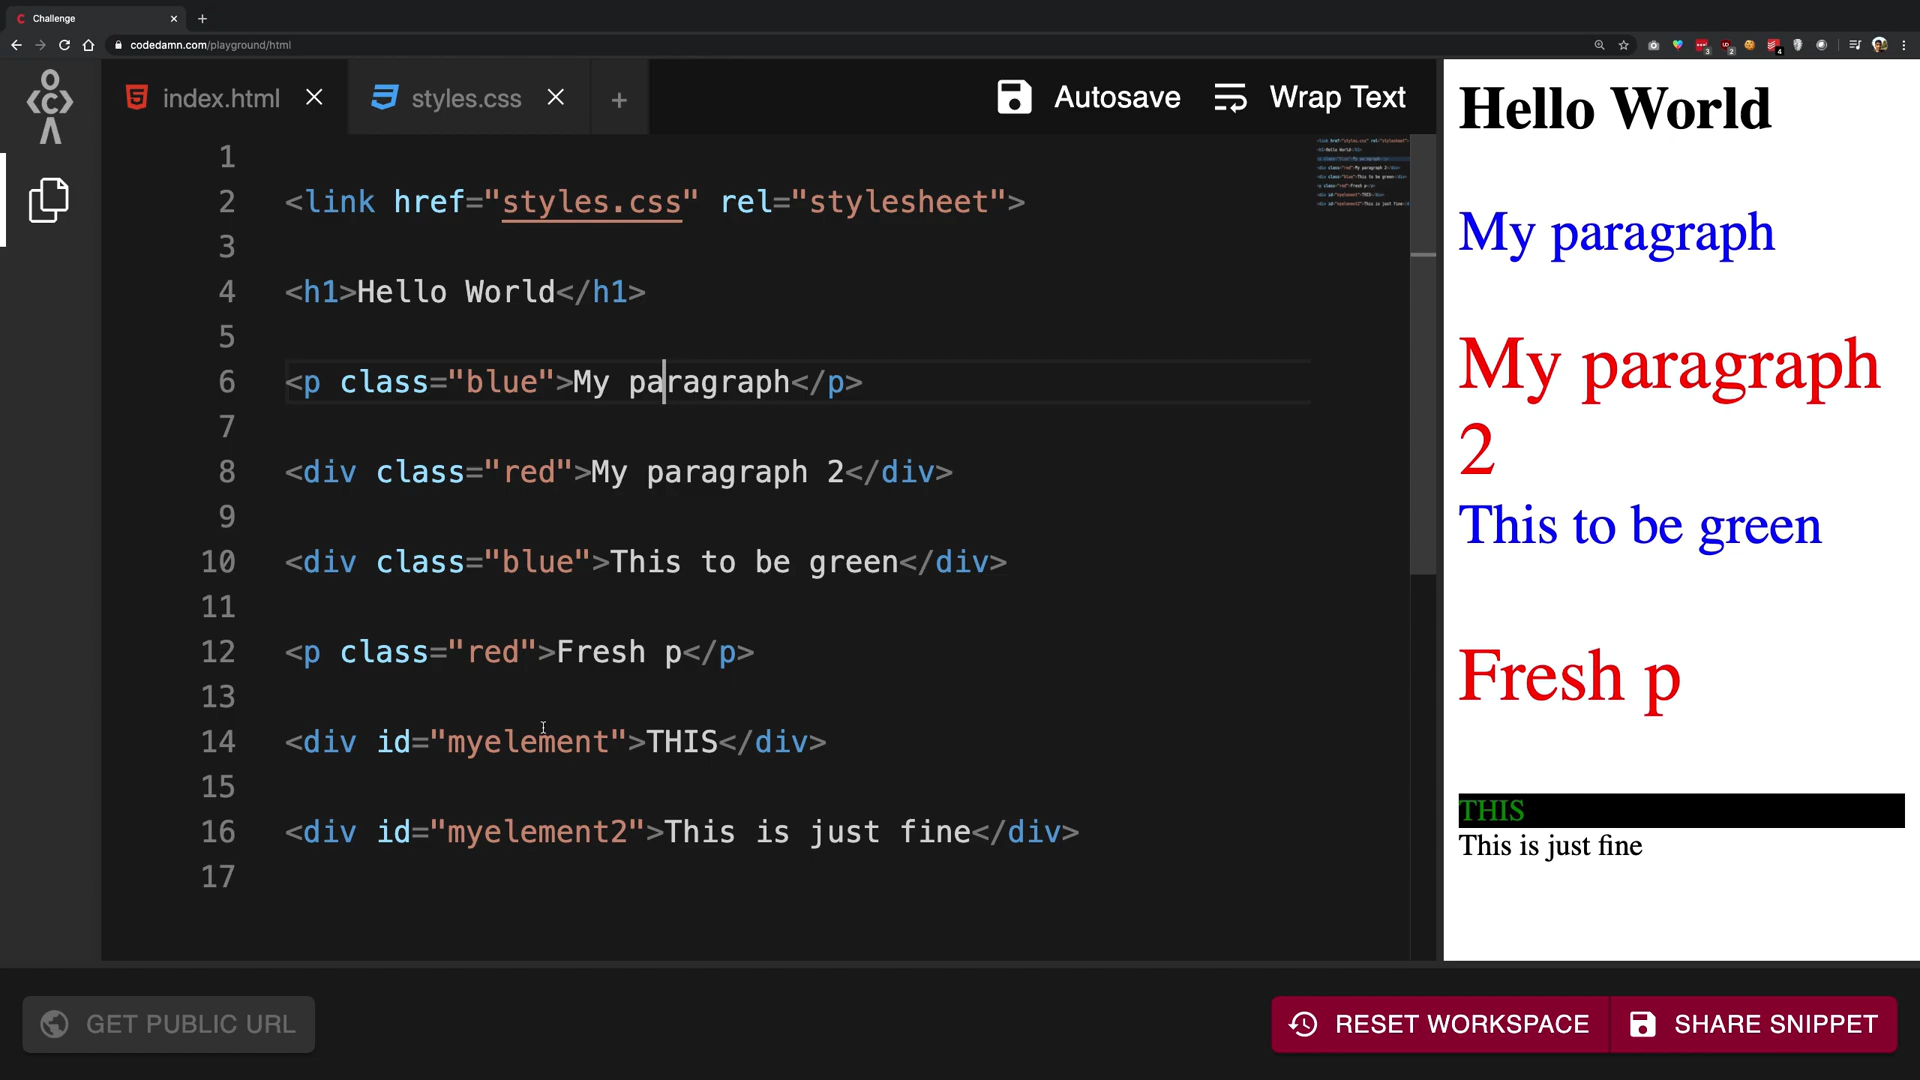 Challenge
codedamn.com/playground/html
index.html
styles.css
Autosave
Wrap Text
1
2 <link href="styles.css" rel="stylesheet">
3
4 <h1>Hello World</h1>
5
6 <p class="blue">My paragraph</p>
7
8 <div class="red">My paragraph 2</div>
9
10 <div class="blue">This to be green</div>
11
12 <p class="red">Fresh p</p>
13
14 <div id="myelement">THIS</div>
15
16 <div id="myelement2">This is just fine</div>
17
Hello World
My paragraph
My paragraph
2
This to be green
Fresh p
THIS
This is just fine
GET PUBLIC URL
RESET WORKSPACE
SHARE SNIPPET